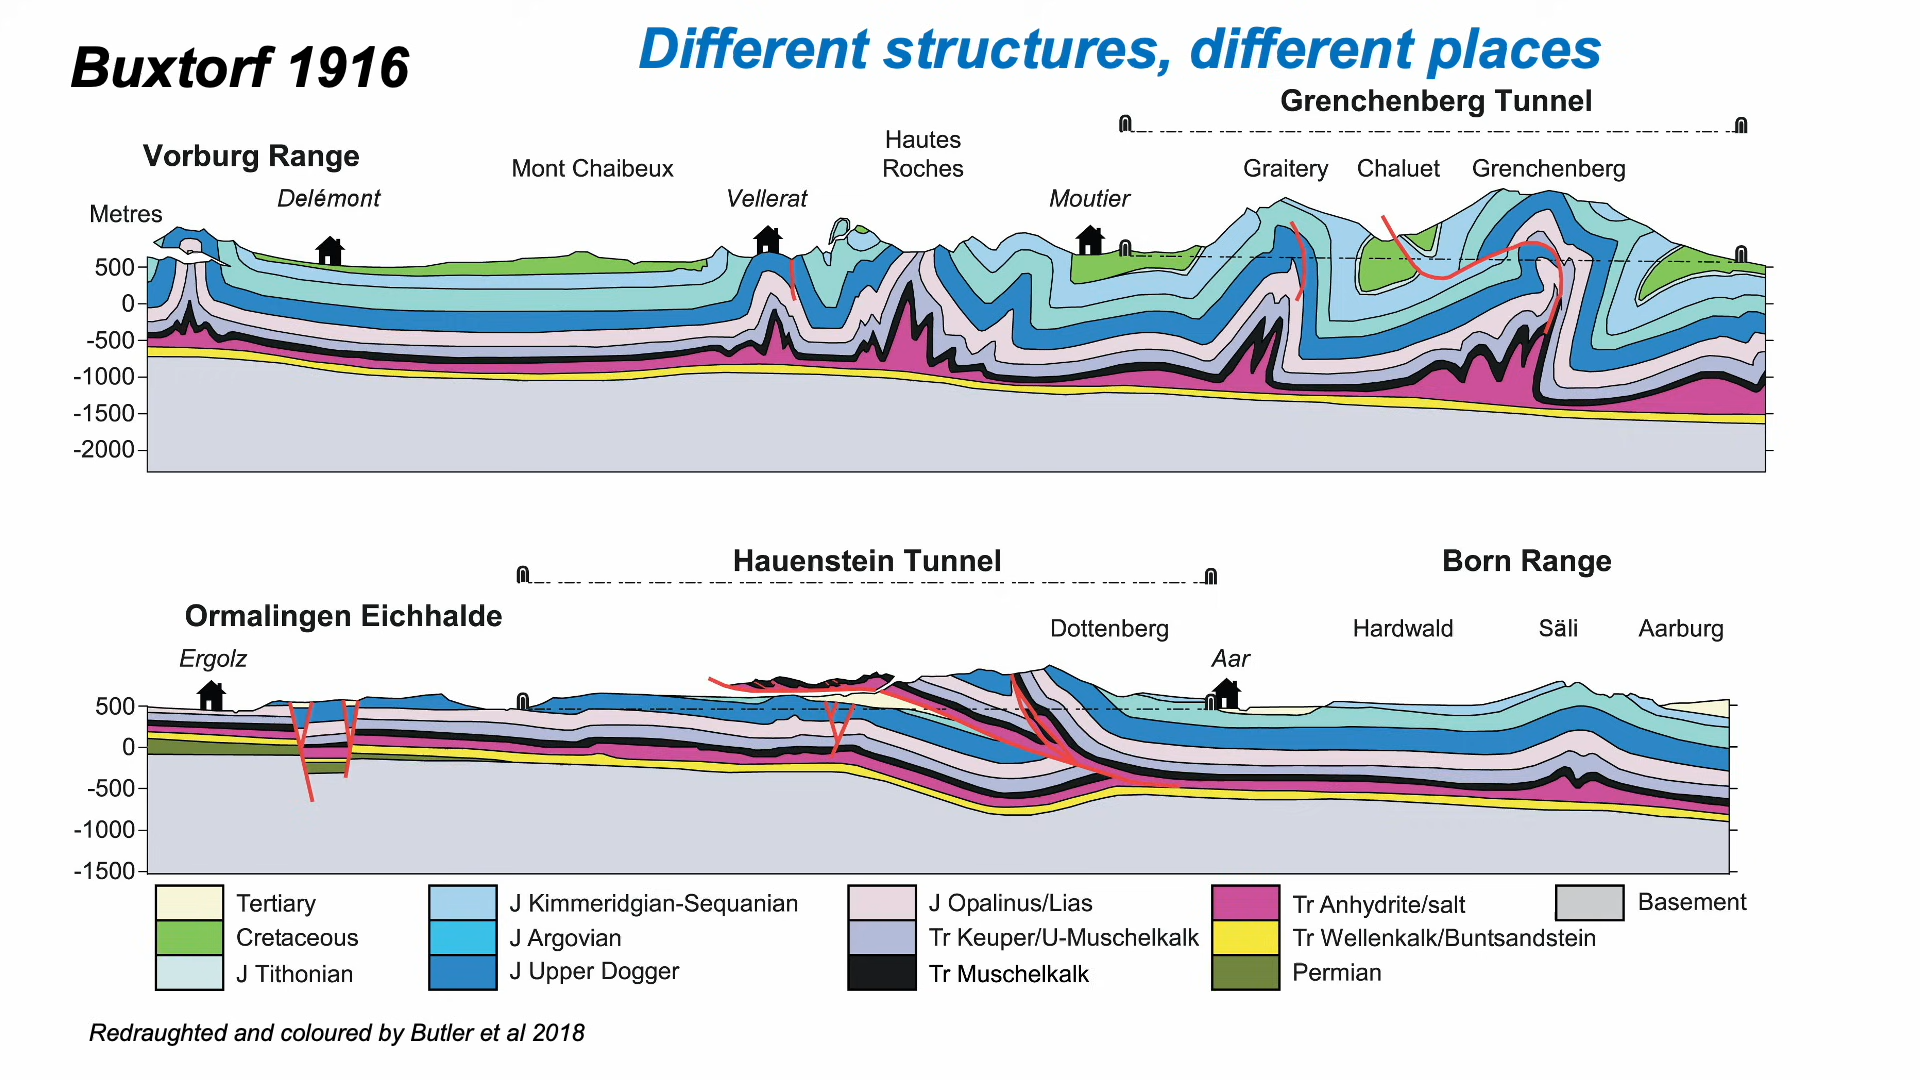 Buxtorf 1916
Different structures, different places
Grenchenberg Tunnel
Vorburg Range
Hautes
Roches
Mont Chaibeux
Graitery
Chaluet
Grenchenberg
Delémont
Vellerat
Moutier
Metres
500
0
-500
-1000
-1500
-2000
Hauenstein Tunnel
Born Range
Ormalingen Eichhalde
Dottenberg
Hardwald
Säli
Aarburg
Ergolz
Aar
500
0
-500
-1000
-1500
Tertiary
Cretaceous
J Tithonian
J Kimmeridgian-Sequanian
J Argovian
J Upper Dogger
J Opalinus/Lias
Tr Keuper/U-Muschelkalk
Tr Muschelkalk
Tr Anhydrite/salt
Tr Wellenkalk/Buntsandstein
Permian
Basement
Redraughted and coloured by Butler et al 2018